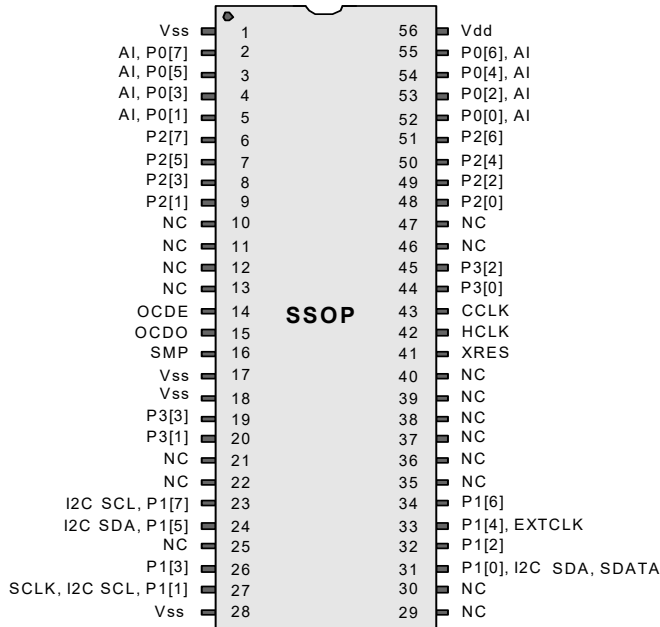 Vss 1 56 Vdd
AI, P0[7] 2 55 P0[6], AI
AI, P0[5] 3 54 P0[4], AI
AI, P0[3] 4 53 P0[2], AI
AI, P0[1] 5 52 P0[0], AI
P2[7] 6 51 P2[6]
P2[5] 7 50 P2[4]
P2[3] 8 49 P2[2]
P2[1] 9 48 P2[0]
NC 10 47 NC
NC 11 46 NC
NC 12 45 P3[2]
NC 13 44 P3[0]
OCDE 14 SSOP 43 CCLK
OCDO 15 42 HCLK
SMP 16 41 XRES
Vss 17 40 NC
Vss 18 39 NC
P3[3] 19 38 NC
P3[1] 20 37 NC
NC 21 36 NC
NC 22 35 NC
I2C SCL, P1[7] 23 34 P1[6]
I2C SDA, P1[5] 24 33 P1[4], EXTCLK
NC 25 32 P1[2]
P1[3] 26 31 P1[0], I2C SDA, SDATA
SCLK, I2C SCL, P1[1] 27 30 NC
Vss 28 29 NC